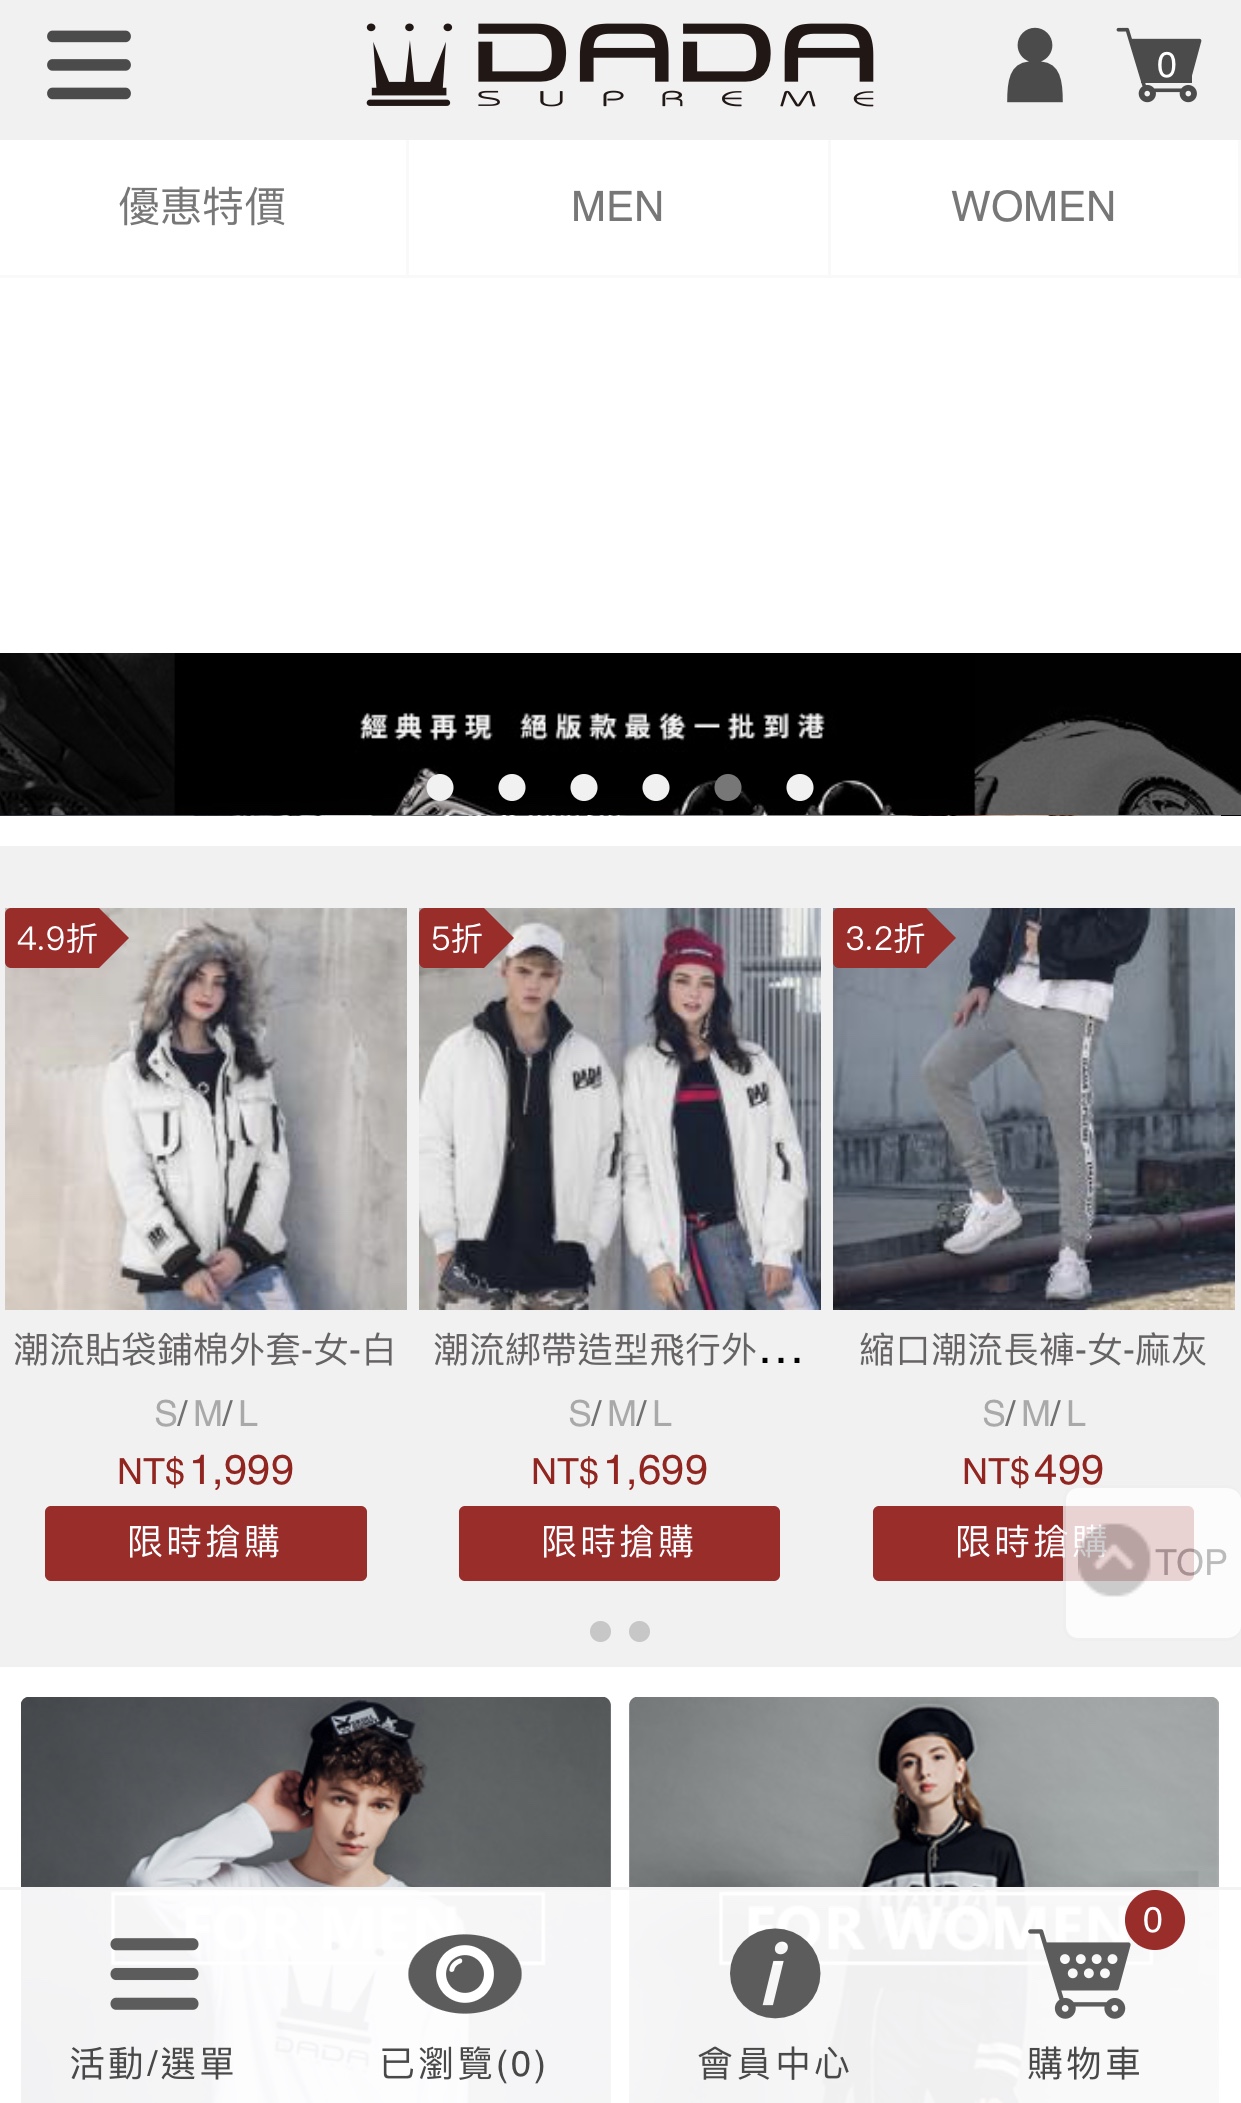 DADA
SUPREME
0
優惠特價
MEN
WOMEN
經典再現 絕版款最後一批到港
4.9折
5折
3.2折
DADA
DADA
潮流貼袋鋪棉外套-女-白
潮流綁帶造型飛行外...
縮口潮流長褲-女-麻灰
S/ M/ L
S/ M/ L
S/ M/ L
NT$ 1,999
NT$ 1,699
NT$ 499
限時搶購
限時搶購
限時搶購
TOP
FOR MEN
FOR WOMEN
0
DADA
活動/選單
已瀏覽(0)
會員中心
購物車